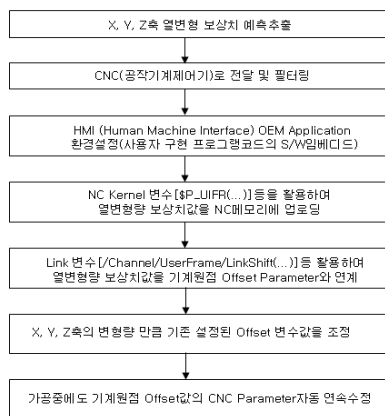 X, Y, Z축 열변형 보상치 예측추출
CNC(공작기계제어기)로 전달 및 필터링
HMI (Human Machine Interface) OEM Application
환경설정(사용자 구현 프로그램코드의 S/W임베디드)
NC Kernel 변수[$P_UIFR(...)]등을 활용하여
열변형량 보상치값을 NC메모리에 업로딩
Link 변수[/Channel/UserFrame/LinkShift(...)]등 활용하여
열변형량 보상치값을 기계원점 Offset Parameter와 연계
X, Y, Z축의 변형량 만큼 기존 설정된 Offset 변수값을 조정
가공중에도 기계원점 Offset값의 CNC Parameter자동 연속수정